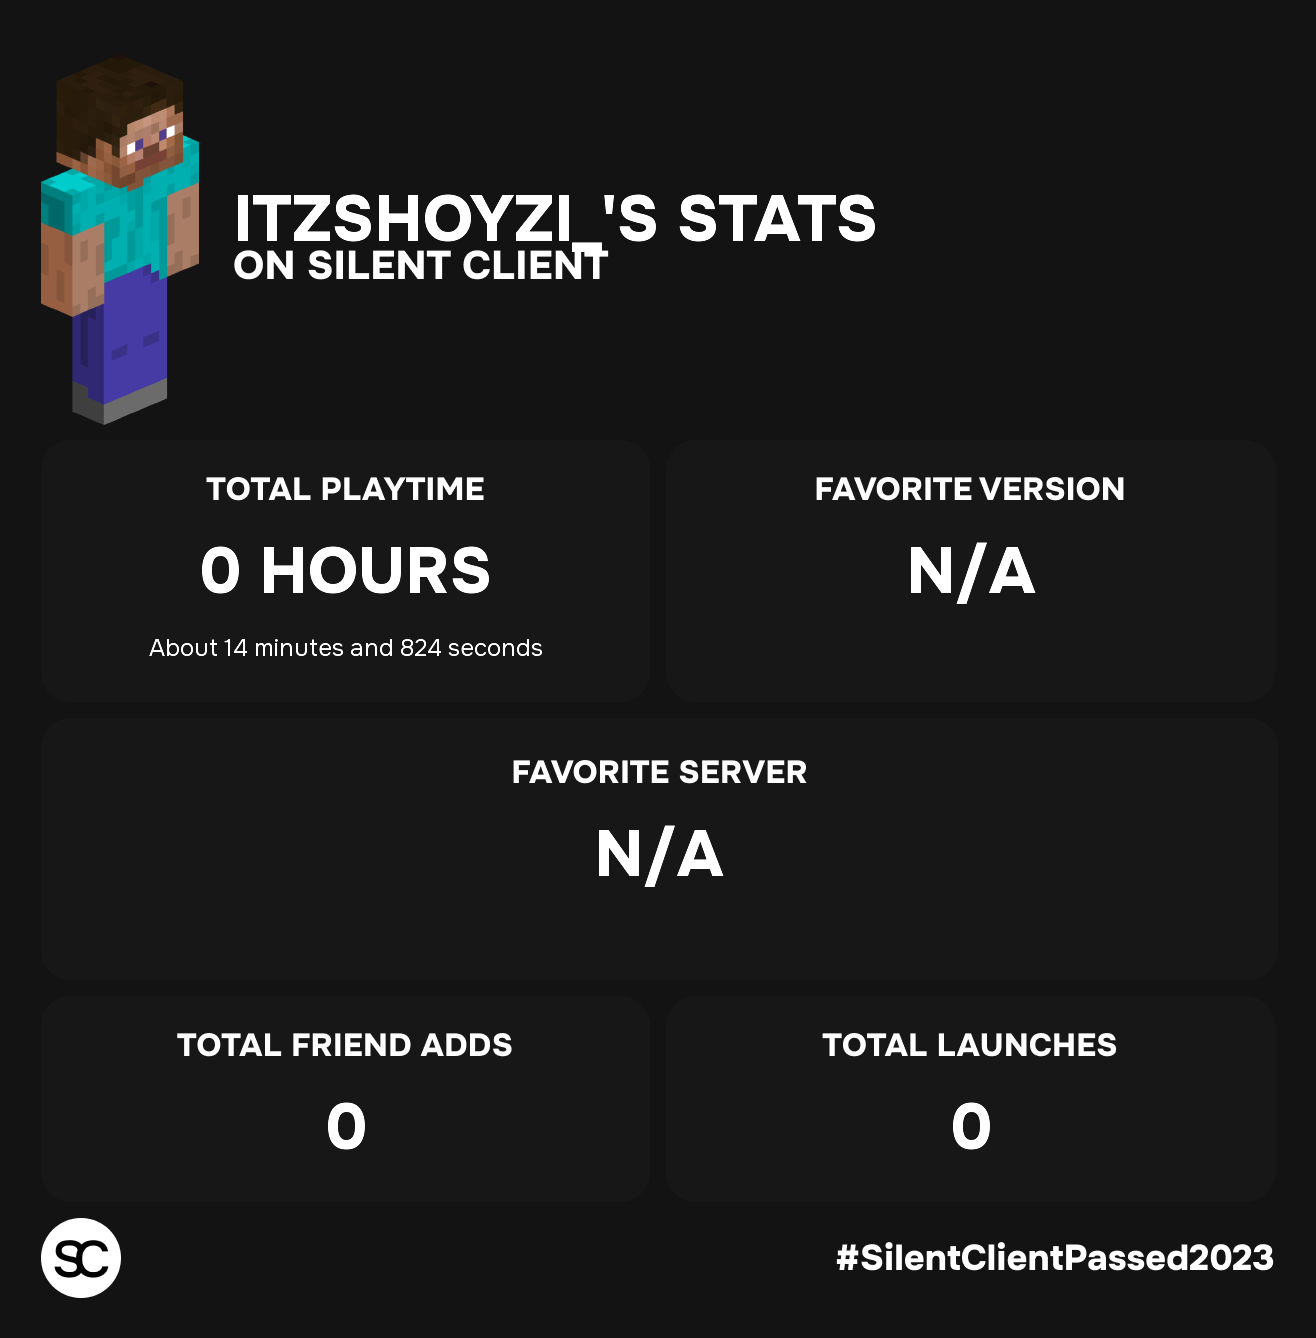 ITZSHOYZI_'S STATS
ON SILENT CLIENT
TOTAL PLAYTIME
0 HOURS
About 14 minutes and 824 seconds
FAVORITE VERSION
N/A
FAVORITE SERVER
N/A
TOTAL FRIEND ADDS
0
TOTAL LAUNCHES
0
SC
#SilentClientPassed2023